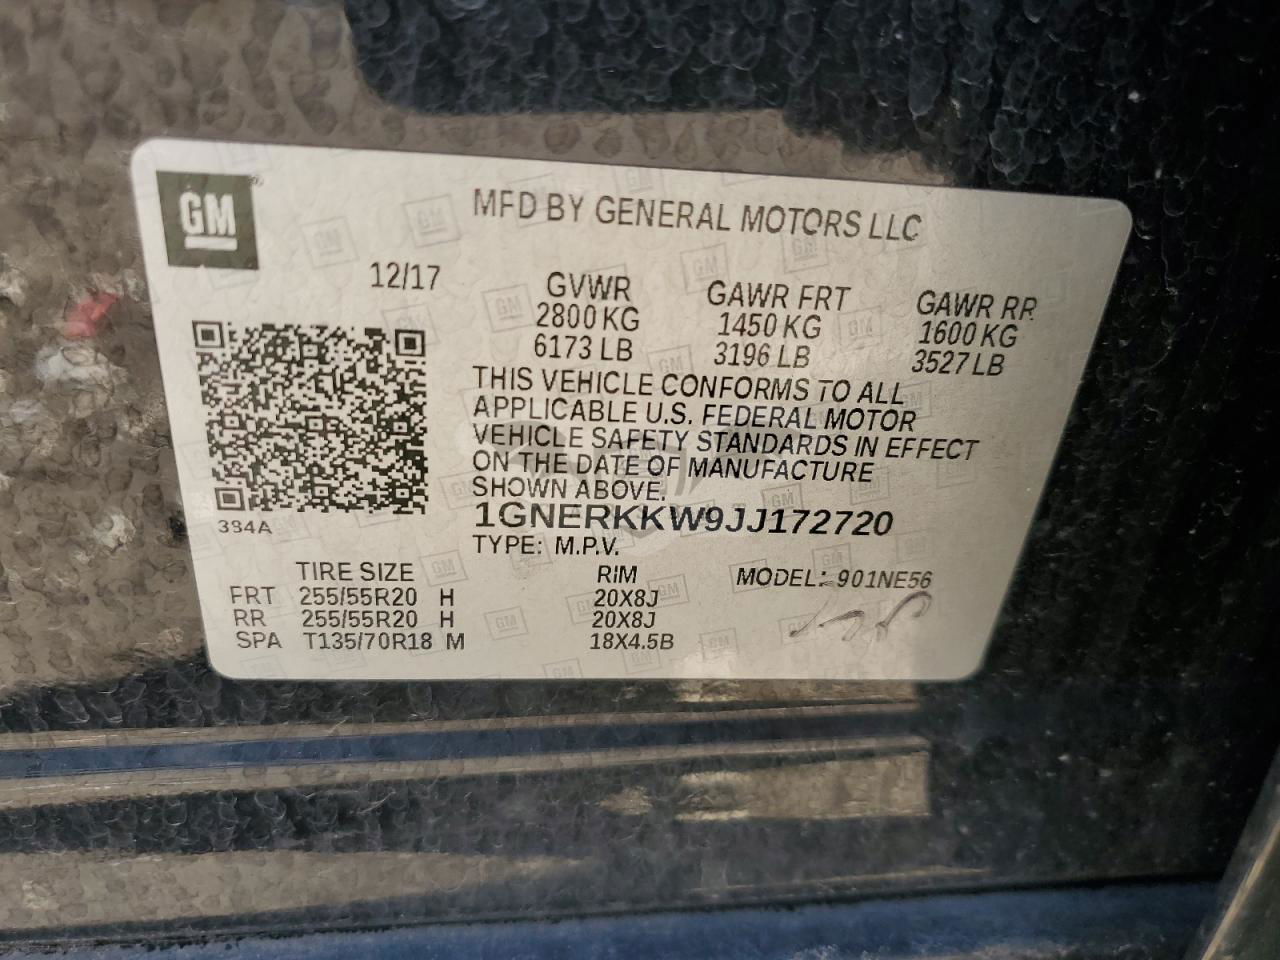 GM
MFD BY GENERAL MOTORS LLC
12/17
GVWR GAWR FRT GAWR RR
2800 KG 1450 KG 1600 KG
6173 LB 3196 LB 3527 LB
THIS VEHICLE CONFORMS TO ALL
APPLICABLE U.S. FEDERAL MOTOR
VEHICLE SAFETY STANDARDS IN EFFECT
ON THE DATE OF MANUFACTURE
SHOWN ABOVE.
384A
1GNERKKW9JJ172720
TYPE: M.P.V.
TIRE SIZE RIM MODEL: 901NE56
FRT 255/55R20 H 20X8J
RR 255/55R20 H 20X8J
SPA T135/70R18 M 18X4.5B